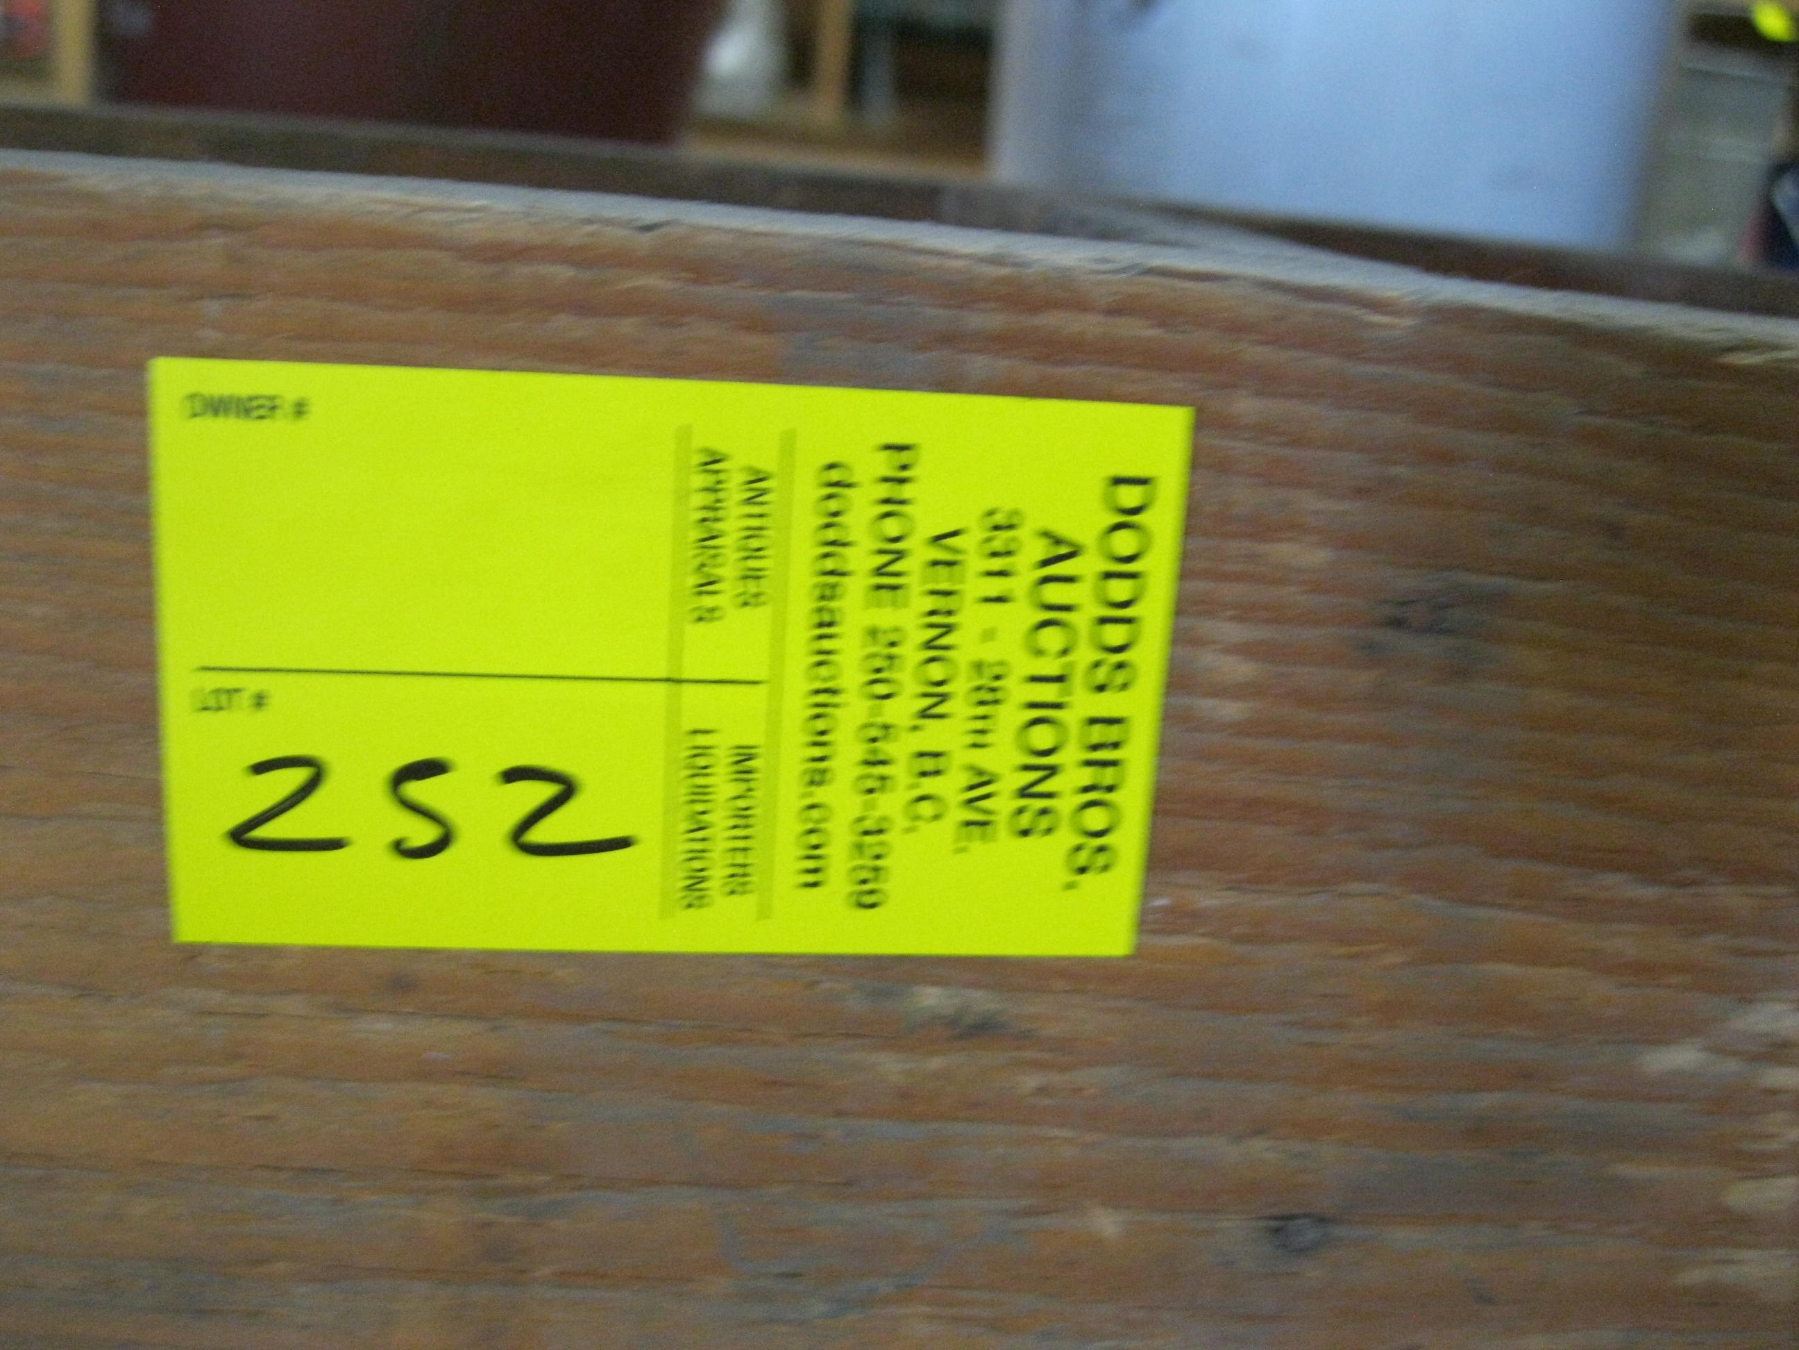 DODDS BROS.
AUCTIONS
3311 - 28TH AVE.
VERNON, B.C.
PHONE 250-545-3259
doddsauctions.com
ANTIQUES
APPRAISALS
IMPORTERS
LIQUIDATIONS
OWNER #
LOT #
252